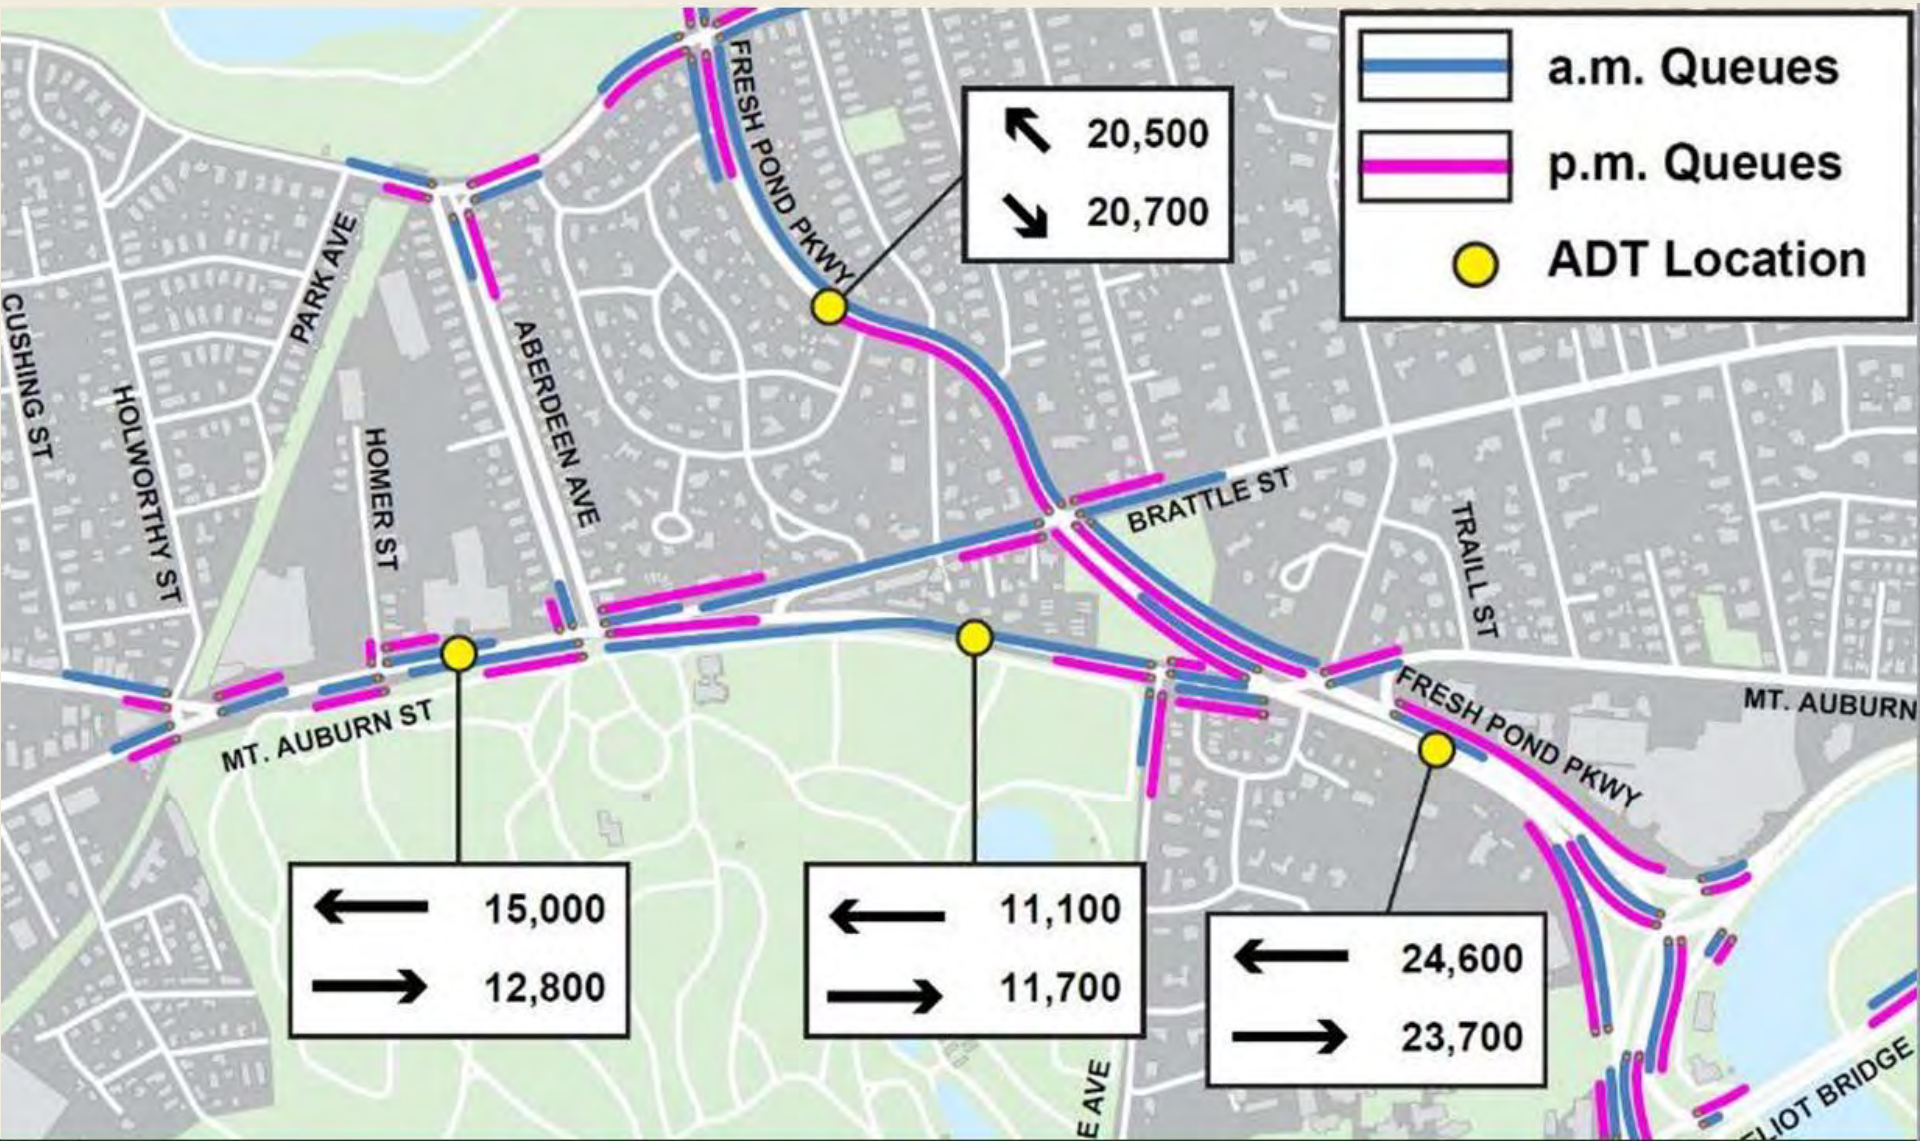 a.m. Queues
p.m. Queues
ADT Location
FRESH POND PKWY
20,500
20,700
PARK AVE
CUSHING ST
HOLWORTHY ST
HOMER ST
ABERDEEN AVE
BRATTLE ST
TRAILL ST
MT. AUBURN ST
FRESH POND PKWY
MT. AUBURN
15,000
12,800
11,100
11,700
24,600
23,700
E AVE
ELIOT BRIDGE